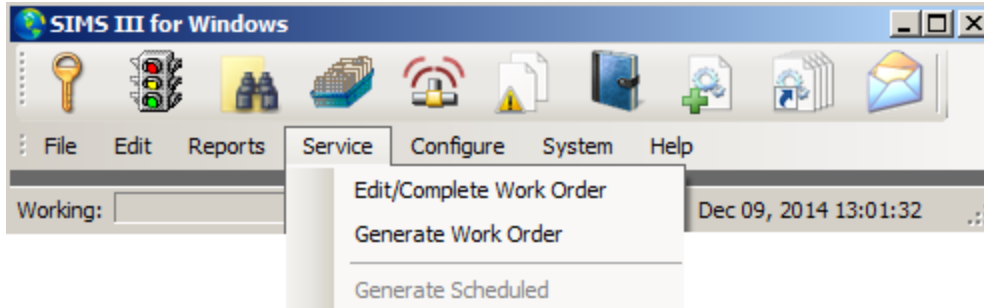 SIMS III for Windows
File Edit Reports Service Configure System Help
Edit/Complete Work Order
Working: Dec 09, 2014 13:01:32
Generate Work Order
Generate Scheduled